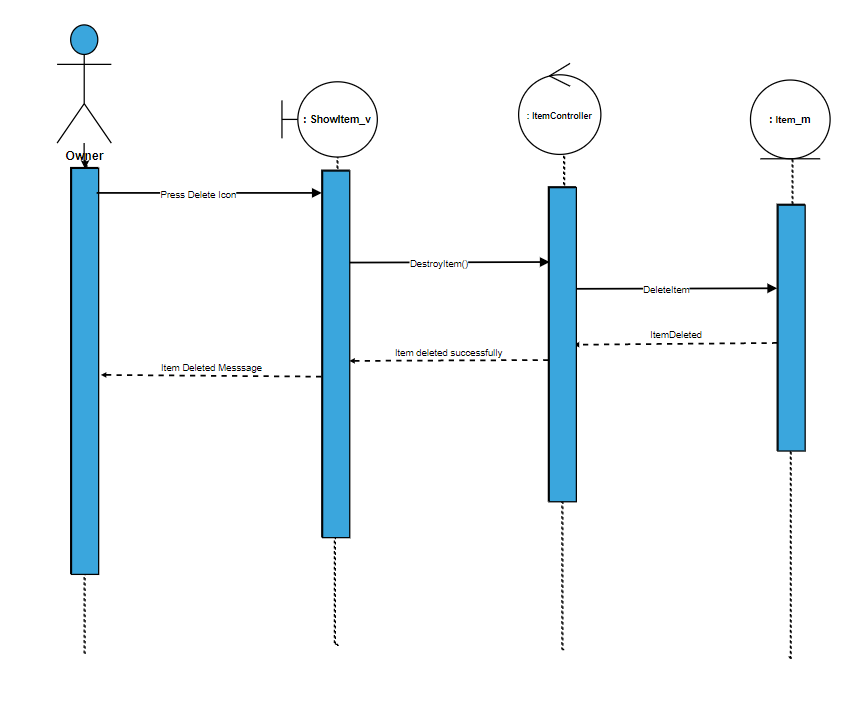 : ShowItem_v
: ItemController
: Item_m
Owner
Press Delete Icon
DestroyItem()
DeleteItem
ItemDeleted
Item deleted successfully
Item Deleted Messsage